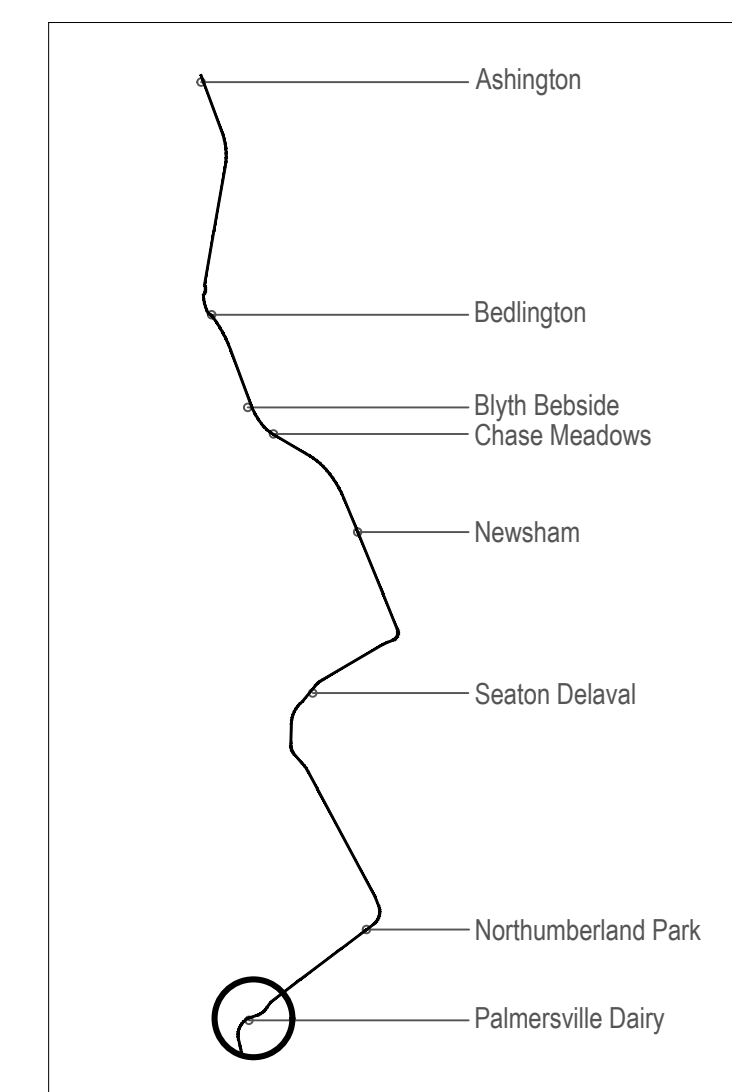 Ashington
Bedlington
Blyth Bebside
Chase Meadows
Newsham
Seaton Delaval
Northumberland Park
Palmersville Dairy